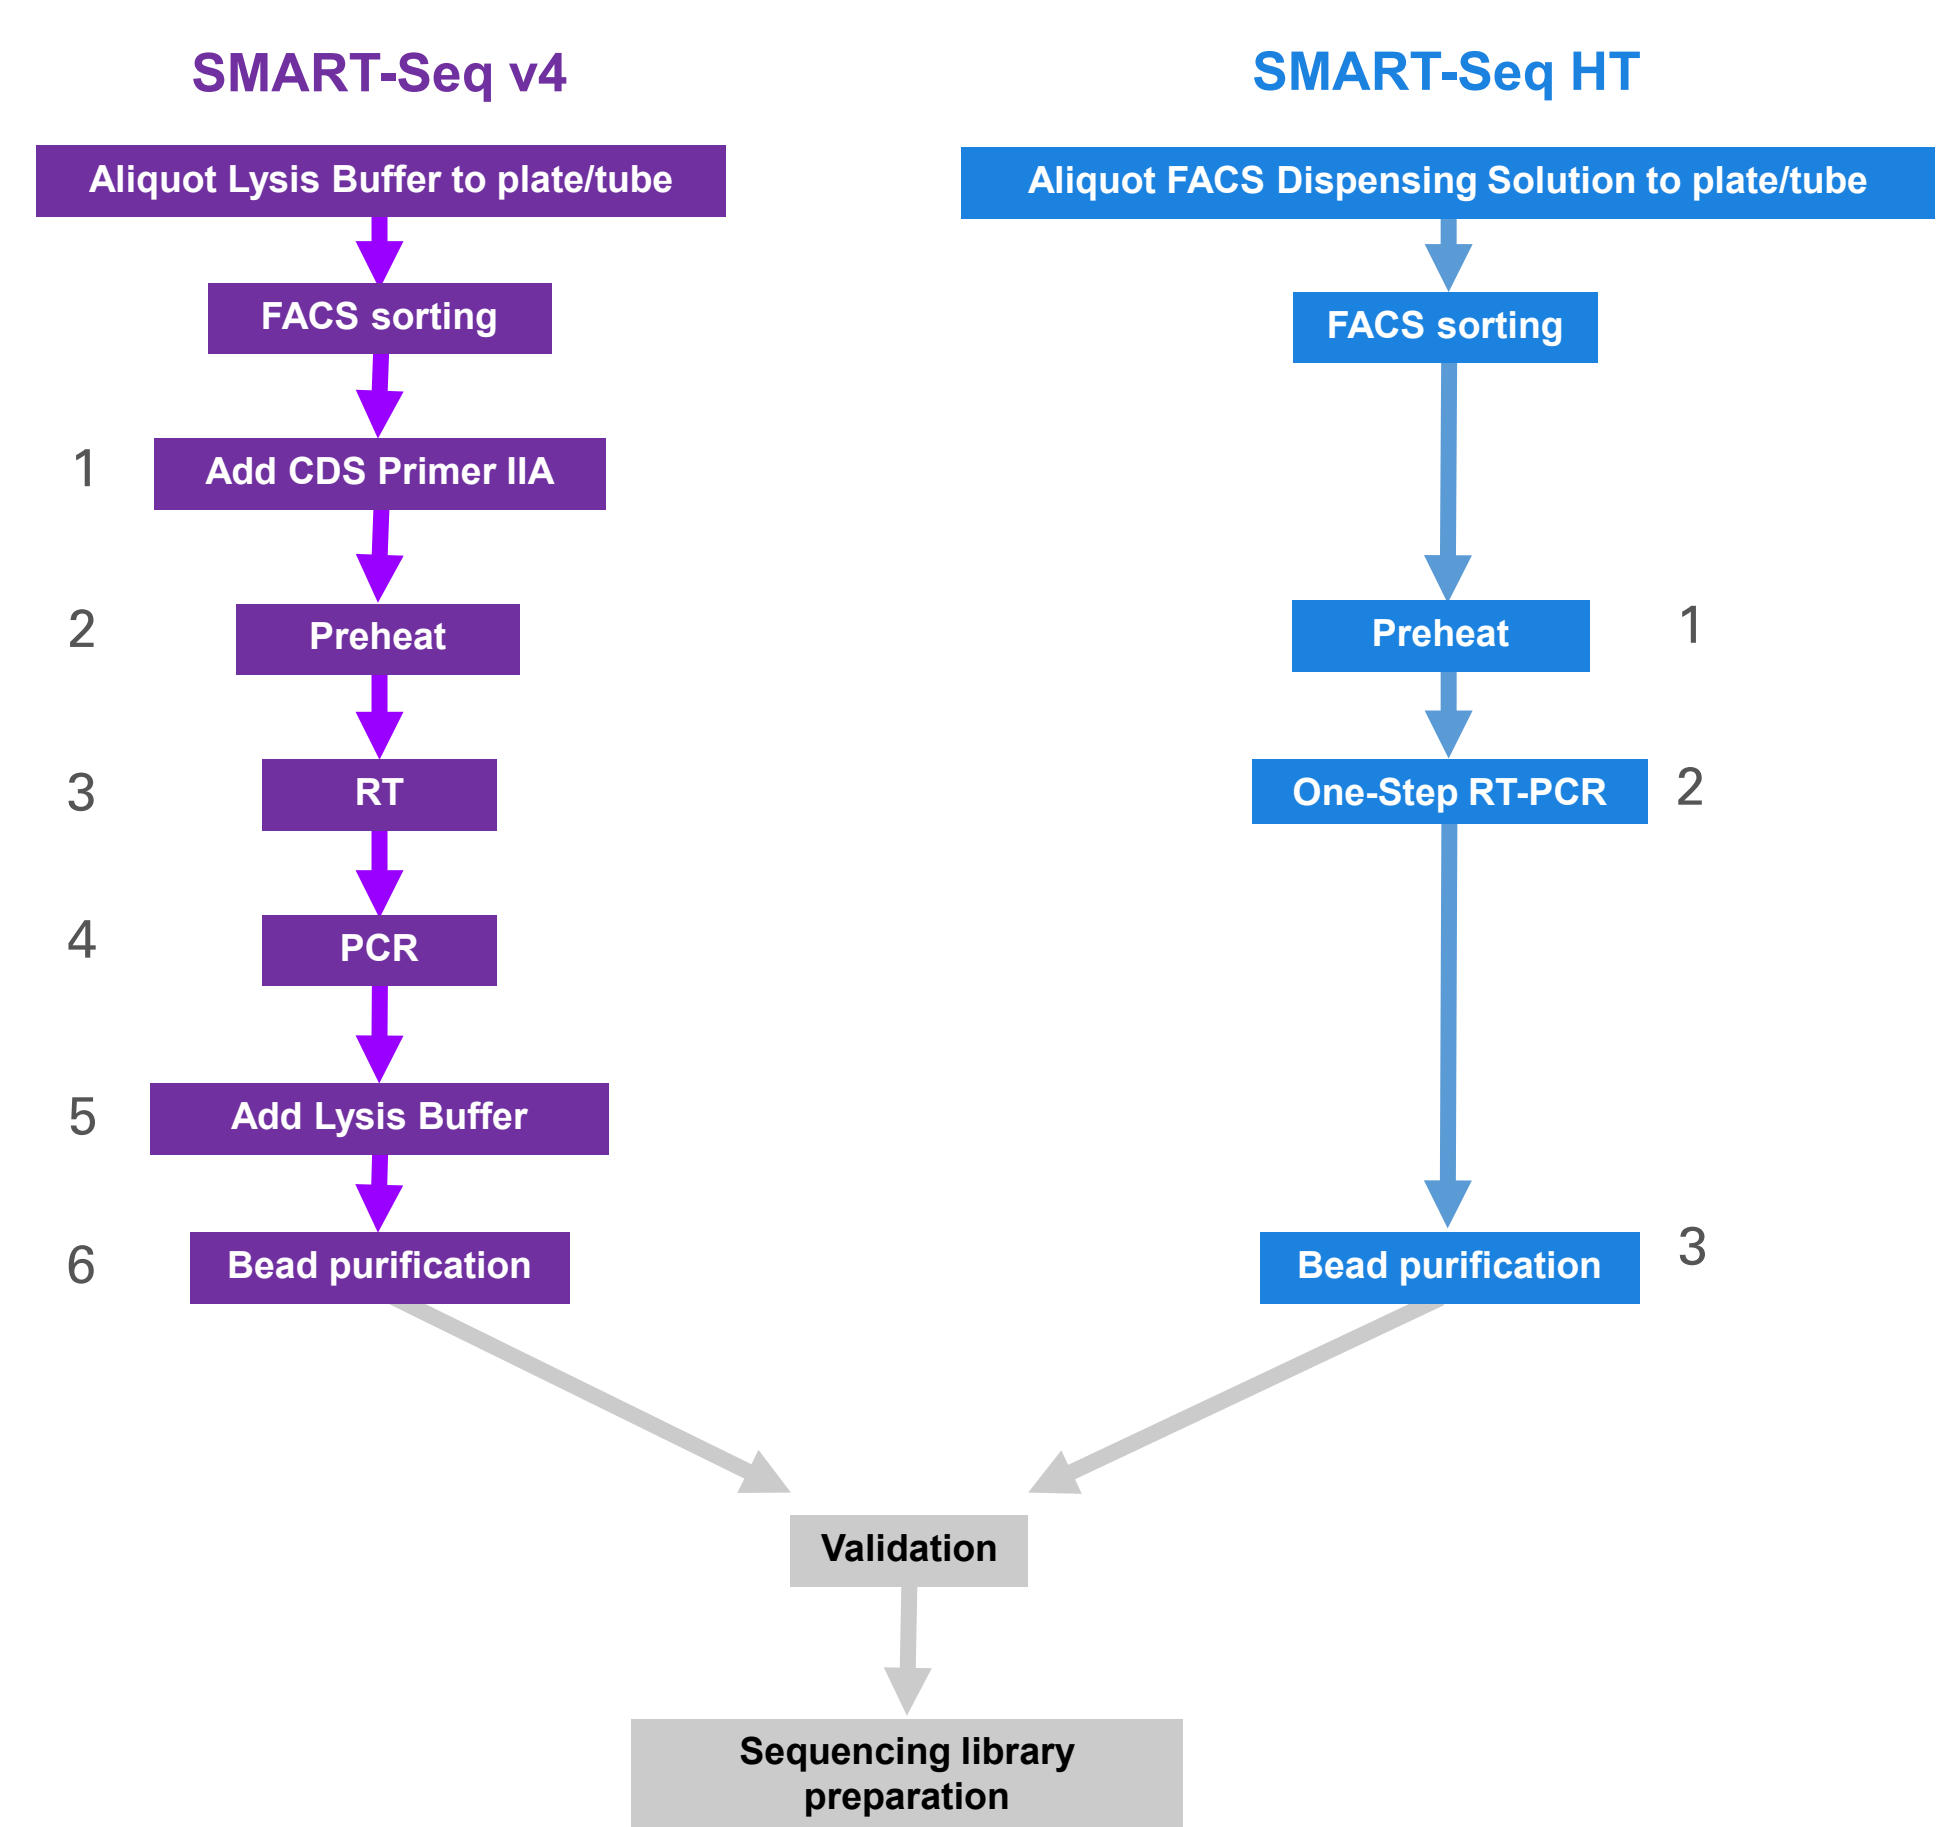 SMART-Seq v4
Aliquot Lysis Buffer to plate/tube
FACS sorting
1
Add CDS Primer IIA
2
Preheat
3
RT
4
PCR
5
Add Lysis Buffer
6
Bead purification
SMART-Seq HT
Aliquot FACS Dispensing Solution to plate/tube
FACS sorting
Preheat
1
One-Step RT-PCR
2
Bead purification
3
Validation
Sequencing library
preparation